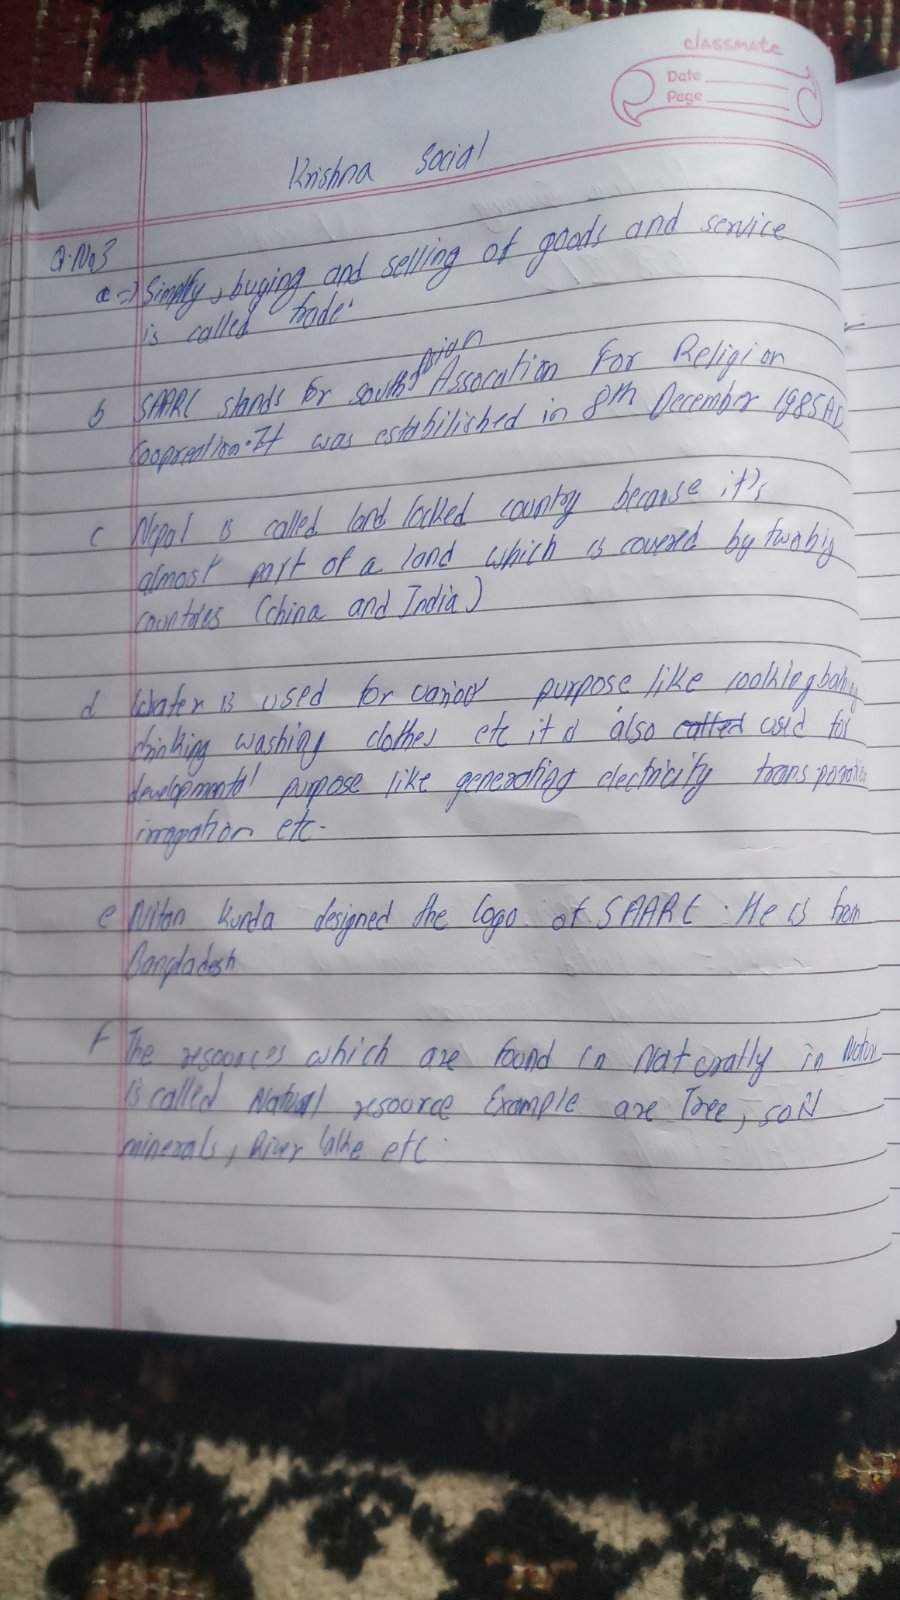 classmate
Date
Page
Krishna Social
Q.No3
a⇒ Simply, buying and selling of goods and service
is called trade.
b SAARC stands for south Asian Assocation For Religion
Cooperation. It was estabilished in 8th December 1985AD
c Nepal is called land locked country because it's
almost part of a land which is covered by two big
countries (China and India)
d Water is used for various purpose like cooking
drinking washing clothes etc it is also called used for
developmental purpose like generating electricity
irragation etc.
e Nitan Kunda designed the logo of SAARC. He is from
Bangladesh
f The resources which are found in Naturally in Nature
is called Natural resource Example are Tree, soil
minerals, River lake etc.